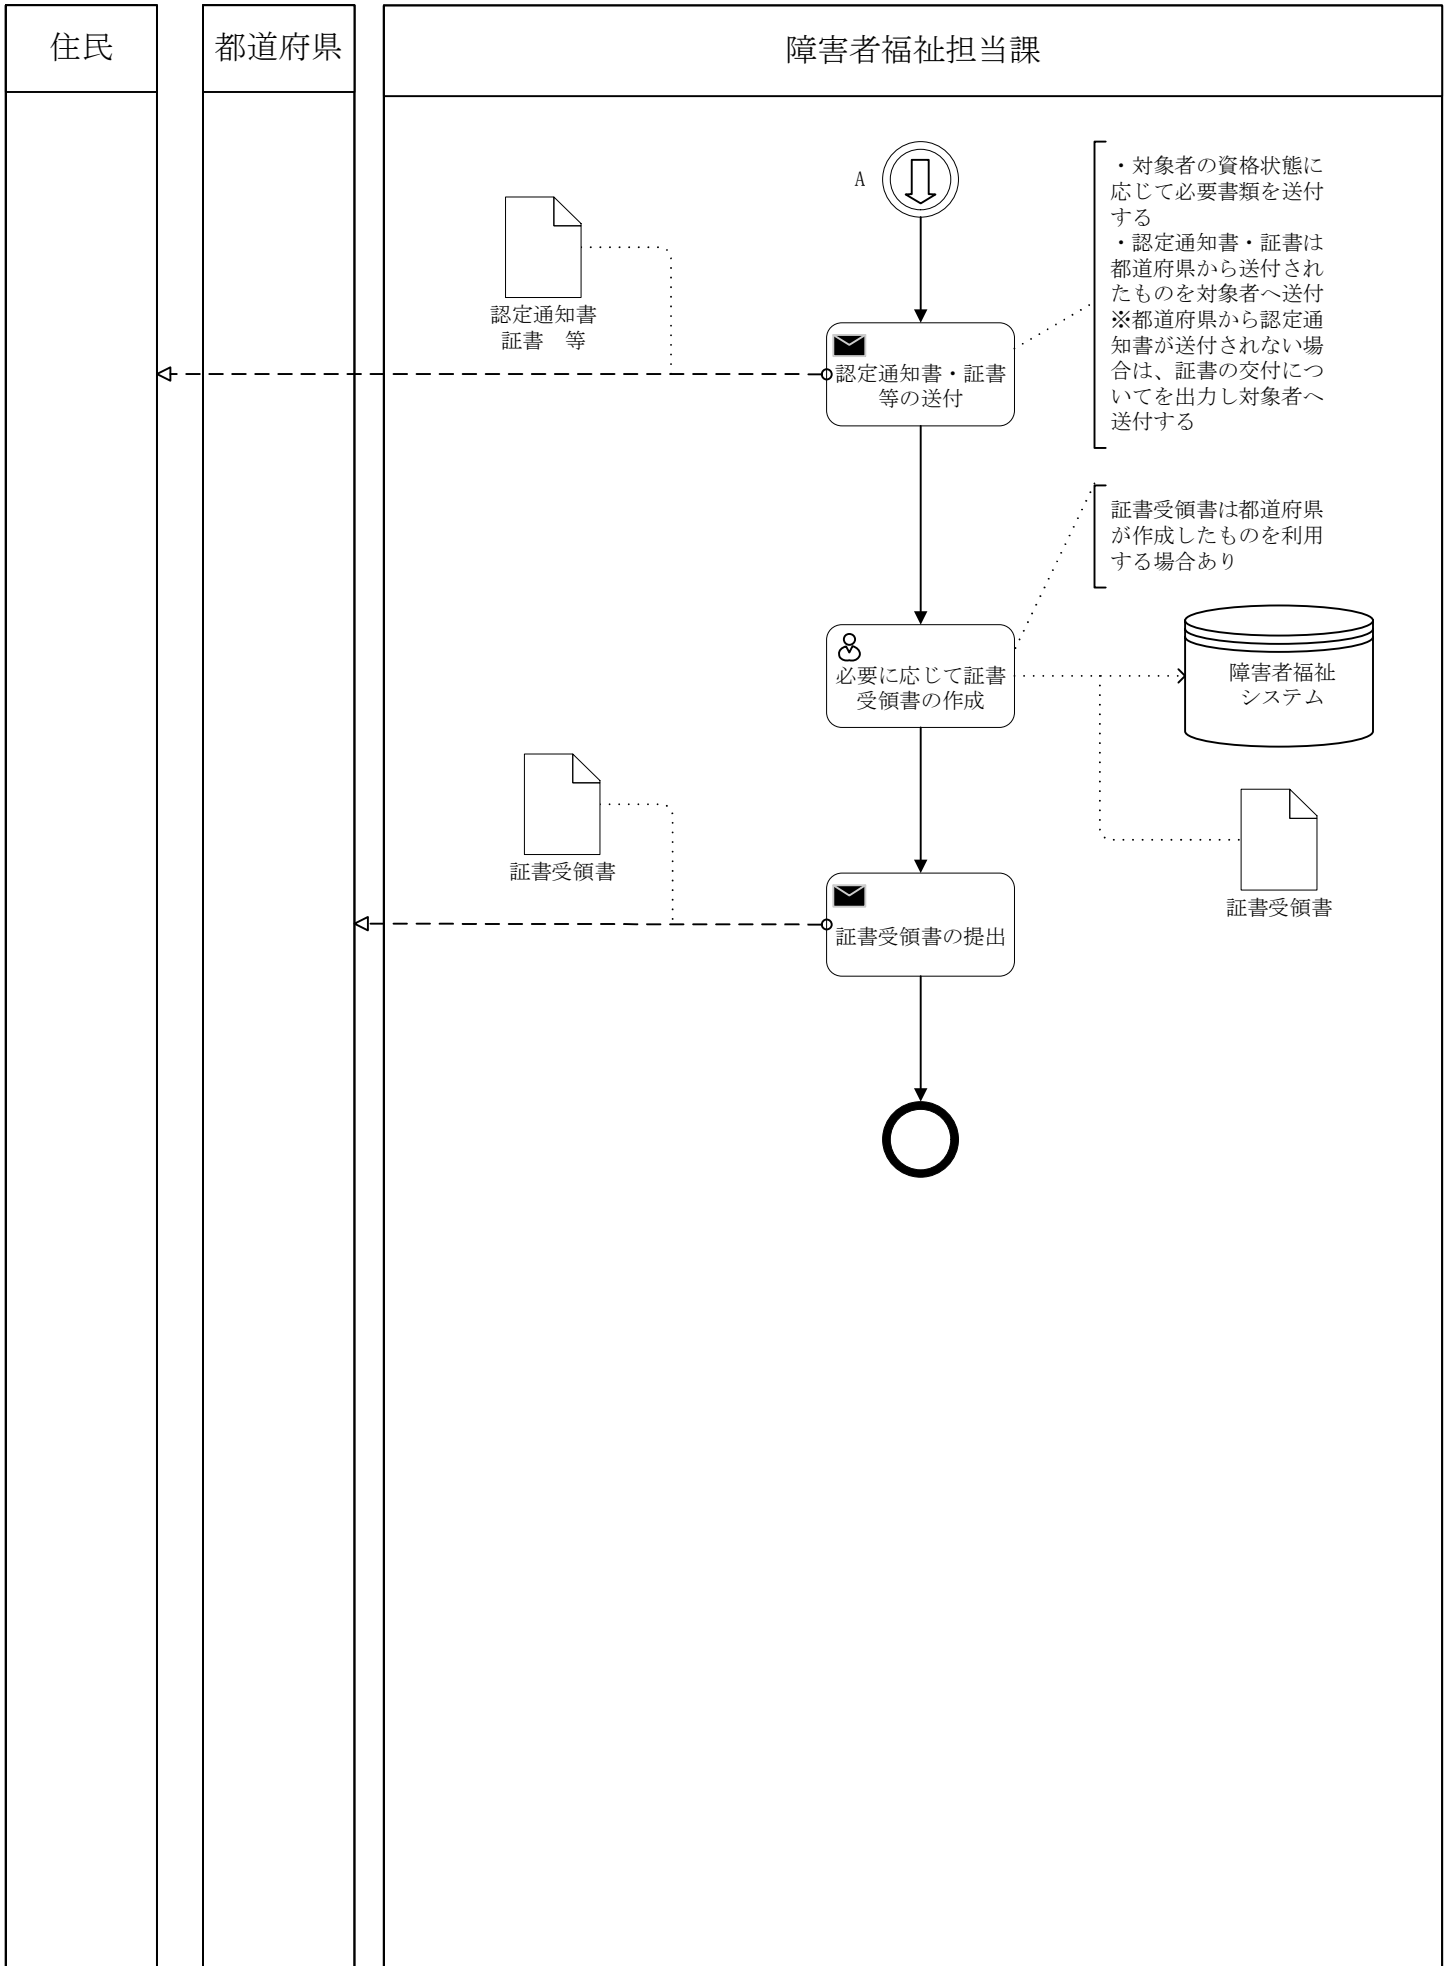 住民
都道府県
障害者福祉担当課
A
・対象者の資格状態に
応じて必要書類を送付
する
・認定通知書・証書は
都道府県から送付され
たものを対象者へ送付
※都道府県から認定通
知書が送付されない場
合は、証書の交付につ
いてを出力し対象者へ
送付する
認定通知書
証書　等
認定通知書・証書
等の送付
証書受領書は都道府県
が作成したものを利用
する場合あり
必要に応じて証書
受領書の作成
障害者福祉
システム
証書受領書
証書受領書
証書受領書の提出